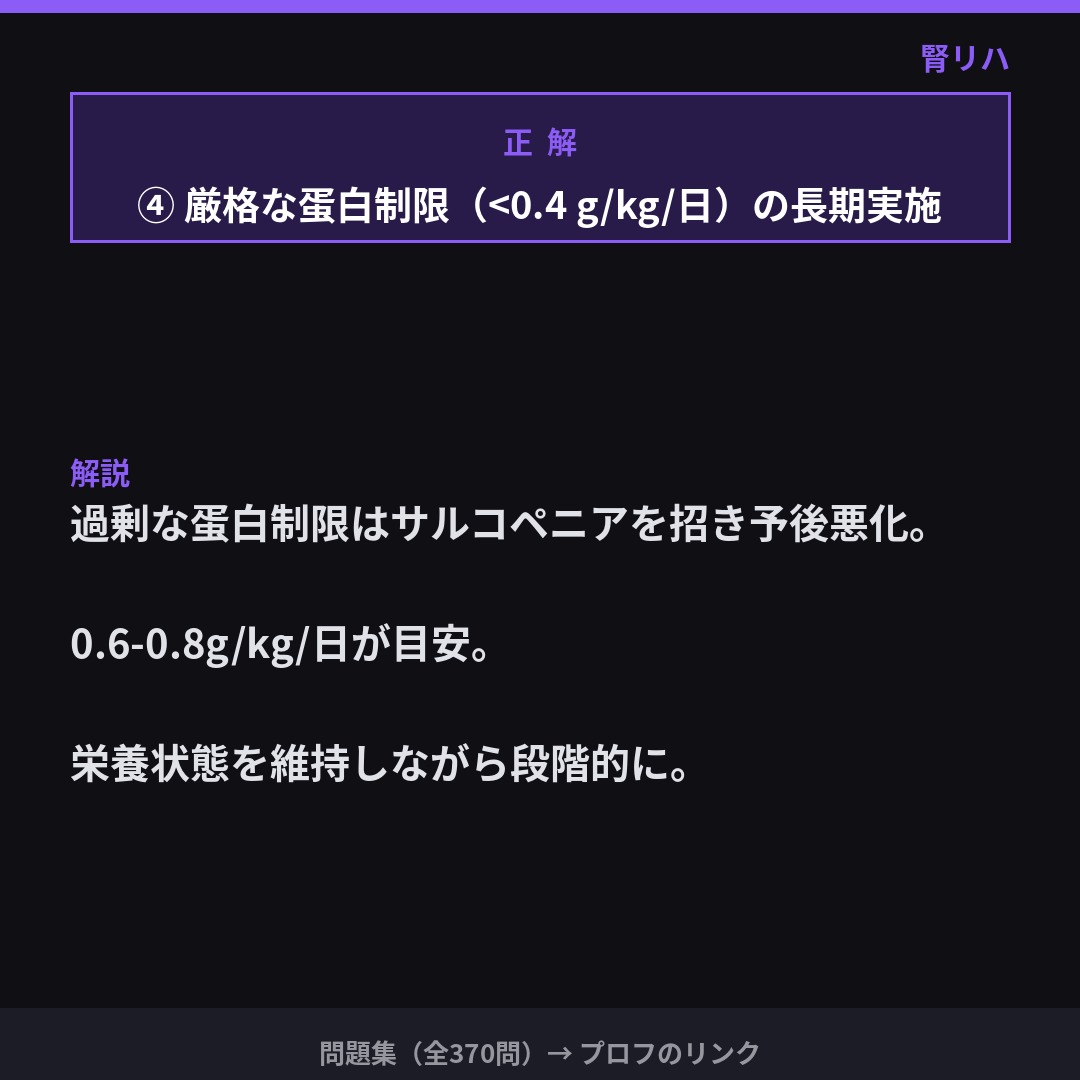 腎リハ
正解
④ 厳格な蛋白制限（<0.4 g/kg/日）の長期実施
解説
過剰な蛋白制限はサルコペニアを招き予後悪化。
0.6-0.8g/kg/日が目安。
栄養状態を維持しながら段階的に。
問題集（全370問）→ プロフのリンク